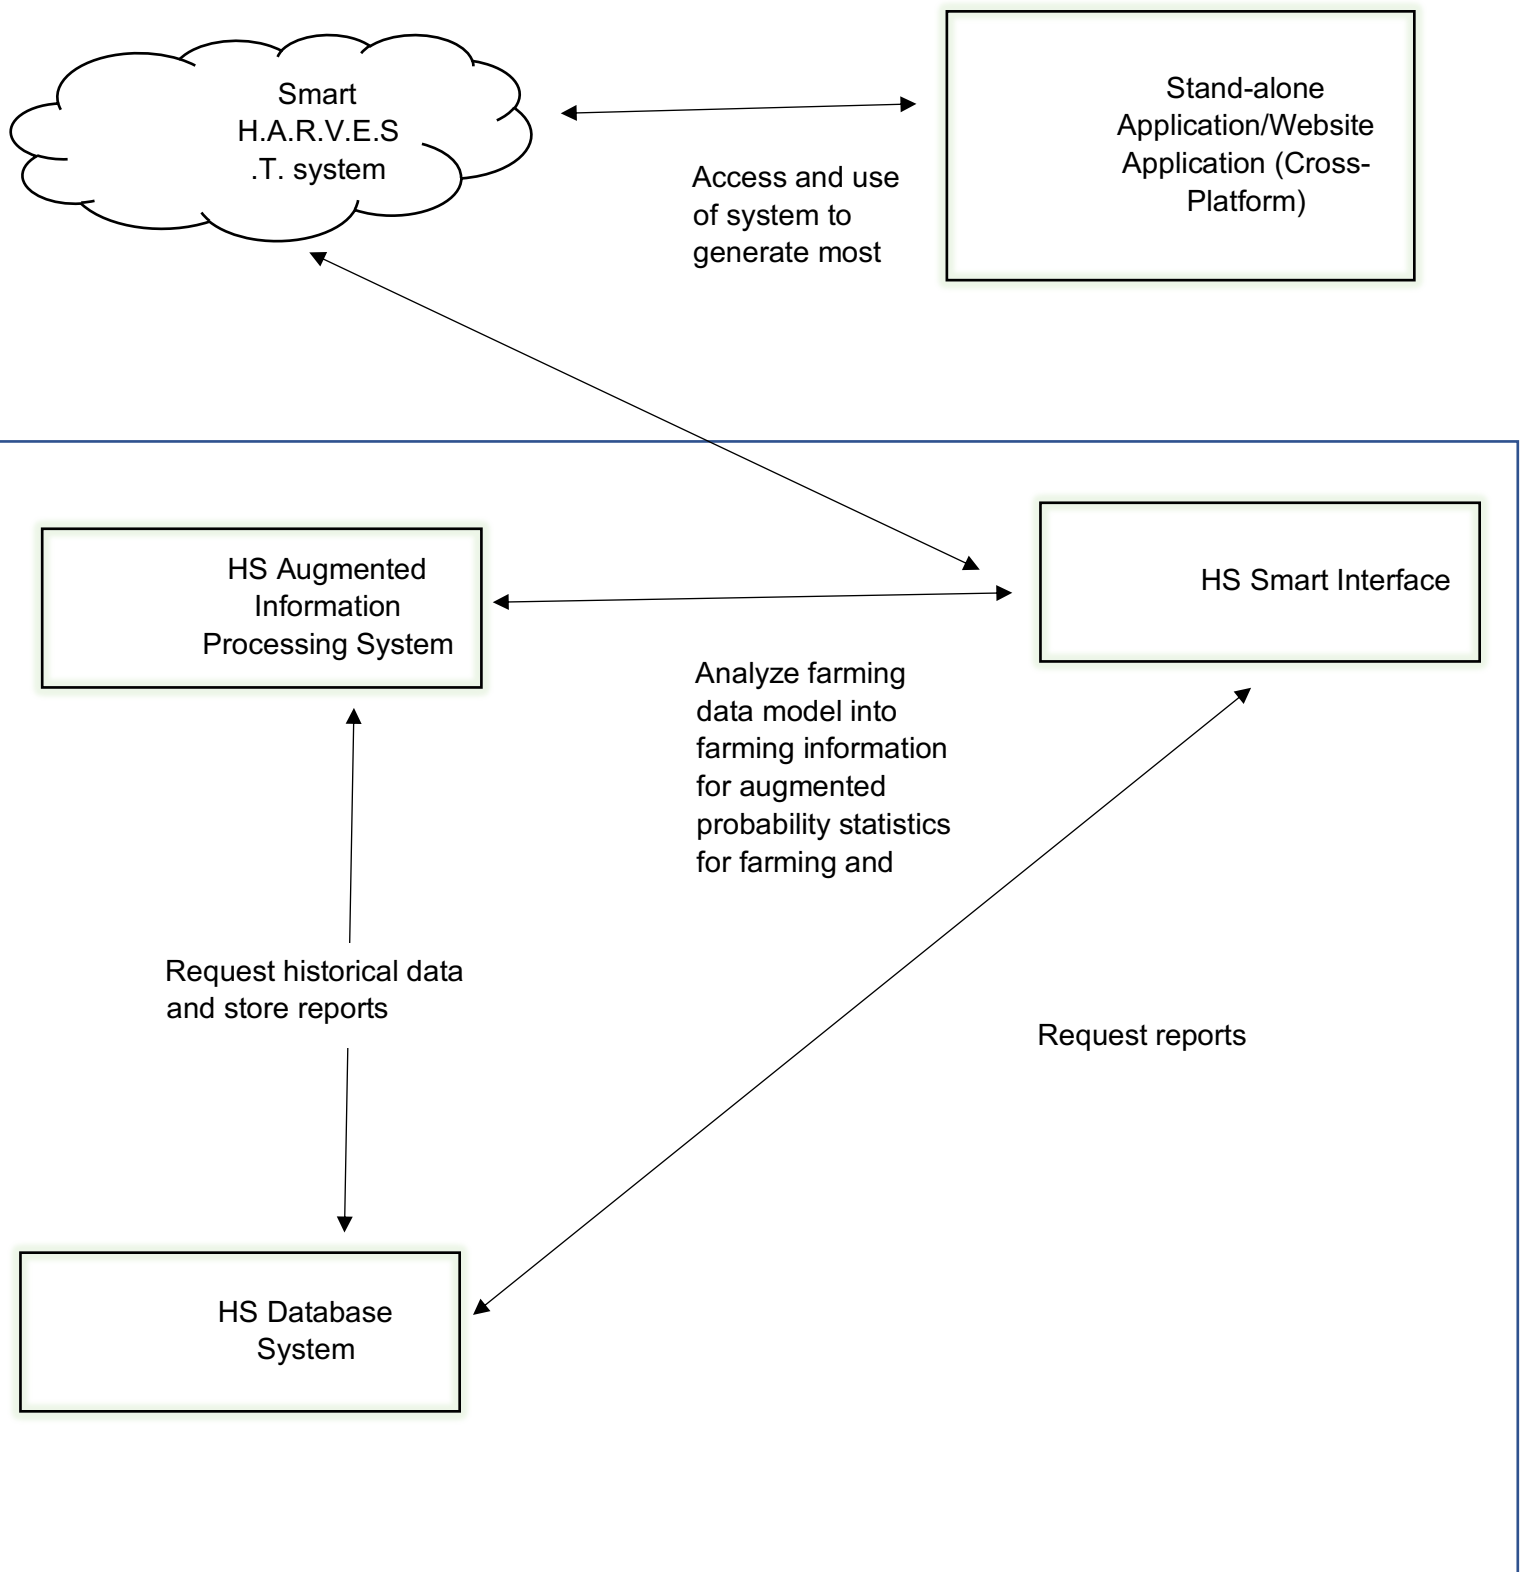 Smart
H.A.R.V.E.S
.T. system
Stand-alone
Application/Website
Application (Cross-
Platform)
Access and use
of system to
generate most
HS Augmented
Information
Processing System
HS Smart Interface
Analyze farming
data model into
farming information
for augmented
probability statistics
for farming and
Request historical data
and store reports
Request reports
HS Database
System